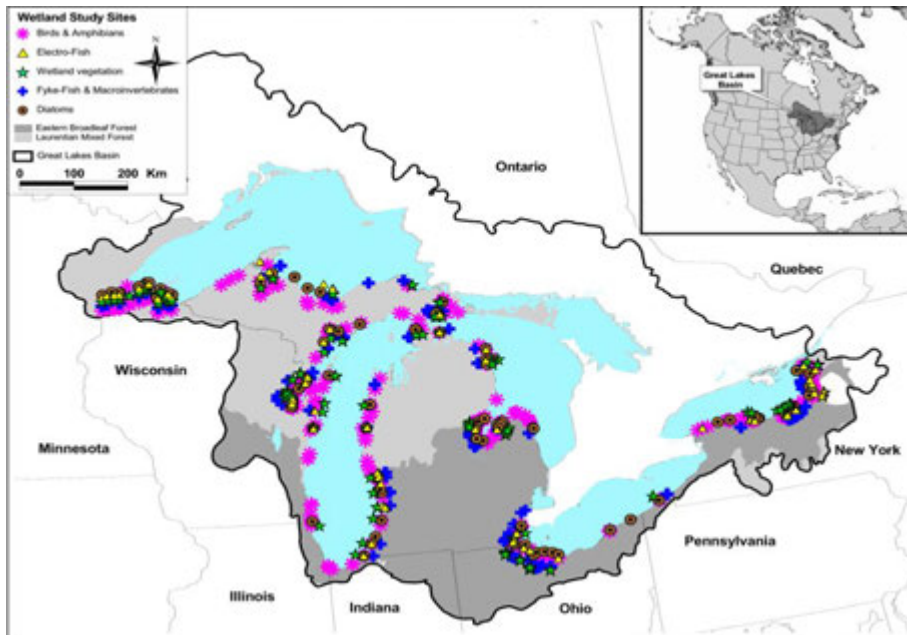 Wetland Study Sites
Birds & Amphibians
Electro-Fish
Wetland vegetation
Fyke-Fish & Macroinvertebrates
Diatoms
Eastern Broadleaf Forest
Laurentian Mixed Forest
Great Lakes Basin
0 100 200 Km
N
Great Lakes
Basin
Ontario
Quebec
Wisconsin
Minnesota
New York
Pennsylvania
Illinois
Indiana
Ohio